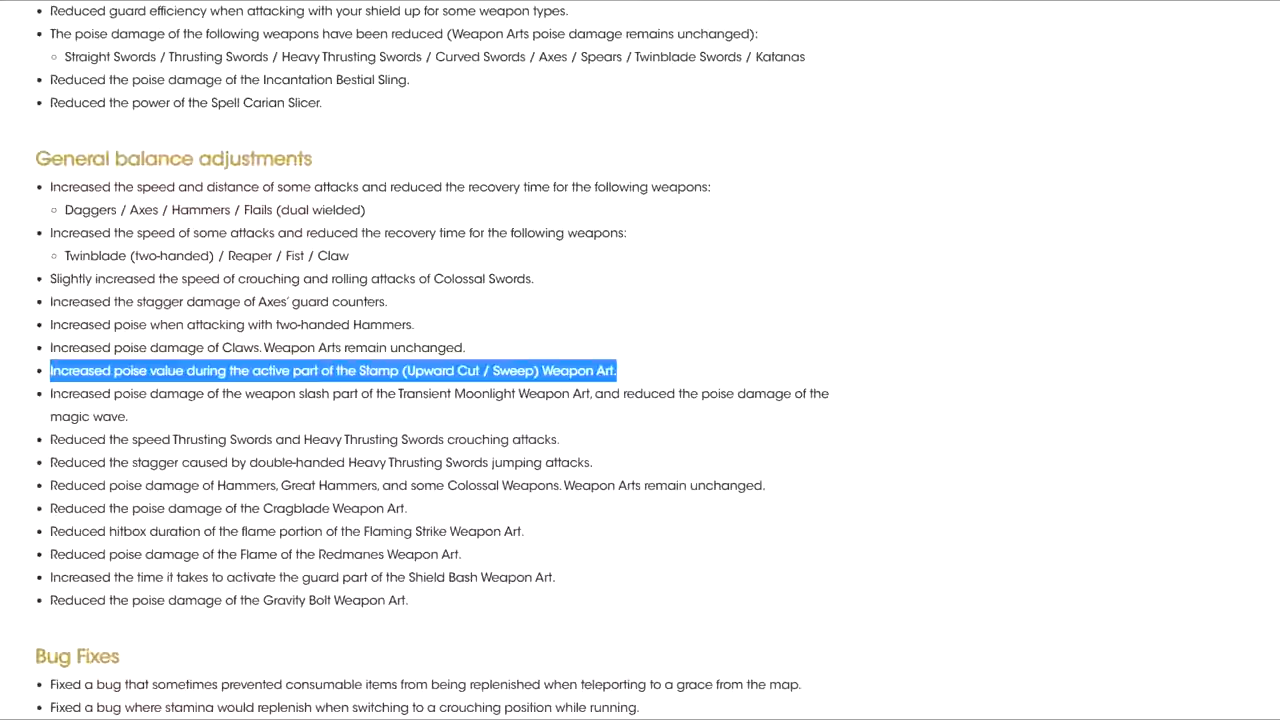 Reduced guard efficiency when attacking with your shield up for some weapon types.
The poise damage of the following weapons have been reduced (Weapon Arts poise damage remains unchanged):
Straight Swords / Thrusting Swords / Heavy Thrusting Swords / Curved Swords / Axes / Spears / Twinblade Swords / Katanas
Reduced the poise damage of the Incantation Bestial Sling.
Reduced the power of the Spell Carian Slicer.
General balance adjustments
Increased the speed and distance of some attacks and reduced the recovery time for the following weapons:
Daggers / Axes / Hammers / Flails (dual wielded)
Increased the speed of some attacks and reduced the recovery time for the following weapons:
Twinblade (two-handed) / Reaper / Fist / Claw
Slightly increased the speed of crouching and rolling attacks of Colossal Swords.
Increased the stagger damage of Axes' guard counters.
Increased poise when attacking with two-handed Hammers.
Increased poise damage of Claws. Weapon Arts remain unchanged.
Increased poise value during the active part of the Stamp (Upward Cut / Sweep) Weapon Art.
Increased poise damage of the weapon slash part of the Transient Moonlight Weapon Art, and reduced the poise damage of the
magic wave.
Reduced the speed Thrusting Swords and Heavy Thrusting Swords crouching attacks.
Reduced the stagger caused by double-handed Heavy Thrusting Swords jumping attacks.
Reduced poise damage of Hammers, Great Hammers, and some Colossal Weapons. Weapon Arts remain unchanged.
Reduced the poise damage of the Cragblade Weapon Art.
Reduced hitbox duration of the flame portion of the Flaming Strike Weapon Art.
Reduced poise damage of the Flame of the Redmanes Weapon Art.
Increased the time it takes to activate the guard part of the Shield Bash Weapon Art.
Reduced the poise damage of the Gravity Bolt Weapon Art.
Bug Fixes
Fixed a bug that sometimes prevented consumable items from being replenished when teleporting to a grace from the map.
Fixed a bug where stamina would replenish when switching to a crouching position while running.